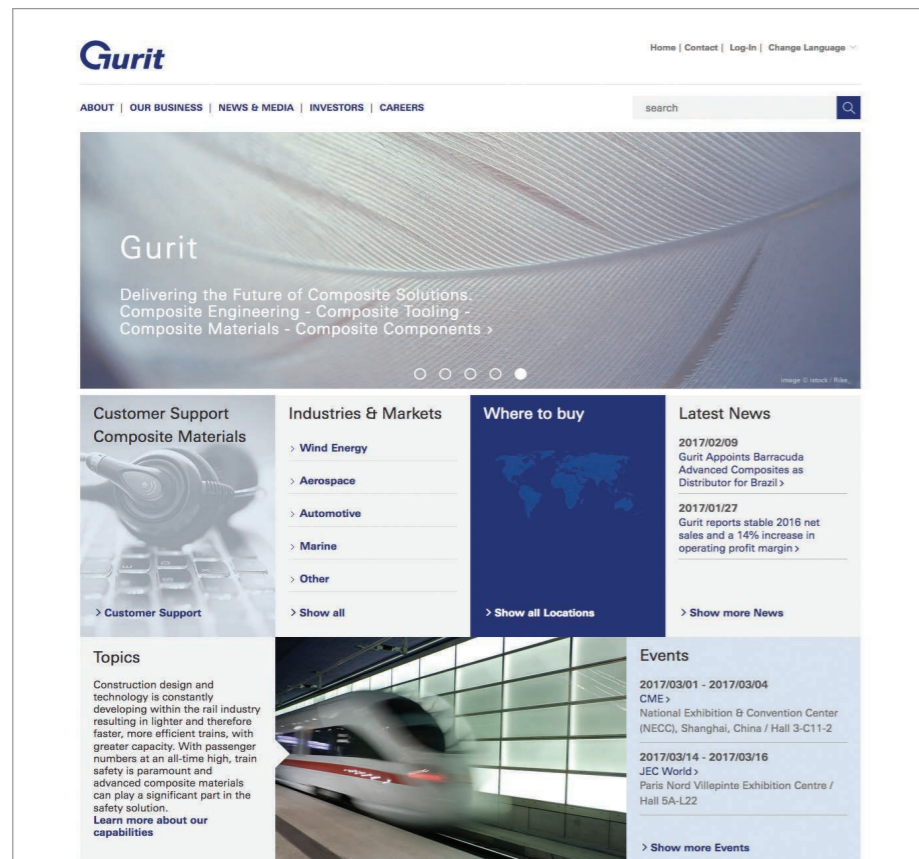 Gurit
Home | Contact | Log-In | Change Language
ABOUT | OUR BUSINESS | NEWS & MEDIA | INVESTORS | CAREERS
search
Gurit
Delivering the Future of Composite Solutions.
Composite Engineering - Composite Tooling -
Composite Materials - Composite Components >
image © istock / Rike_
Customer Support
Composite Materials
> Customer Support
Industries & Markets
> Wind Energy
> Aerospace
> Automotive
> Marine
> Other
> Show all
Where to buy
> Show all Locations
Latest News
2017/02/09
Gurit Appoints Barracuda
Advanced Composites as
Distributor for Brazil >
2017/01/27
Gurit reports stable 2016 net
sales and a 14% increase in
operating profit margin >
> Show more News
Topics
Construction design and
technology is constantly
developing within the rail industry
resulting in lighter and therefore
faster, more efficient trains, with
greater capacity. With passenger
numbers at an all-time high, train
safety is paramount and
advanced composite materials
can play a significant part in the
safety solution.
Learn more about our
capabilities
Events
2017/03/01 - 2017/03/04
CME >
National Exhibition & Convention Center
(NECC), Shanghai, China / Hall 3-C11-2
2017/03/14 - 2017/03/16
JEC World >
Paris Nord Villepinte Exhibition Centre /
Hall 5A-L22
> Show more Events